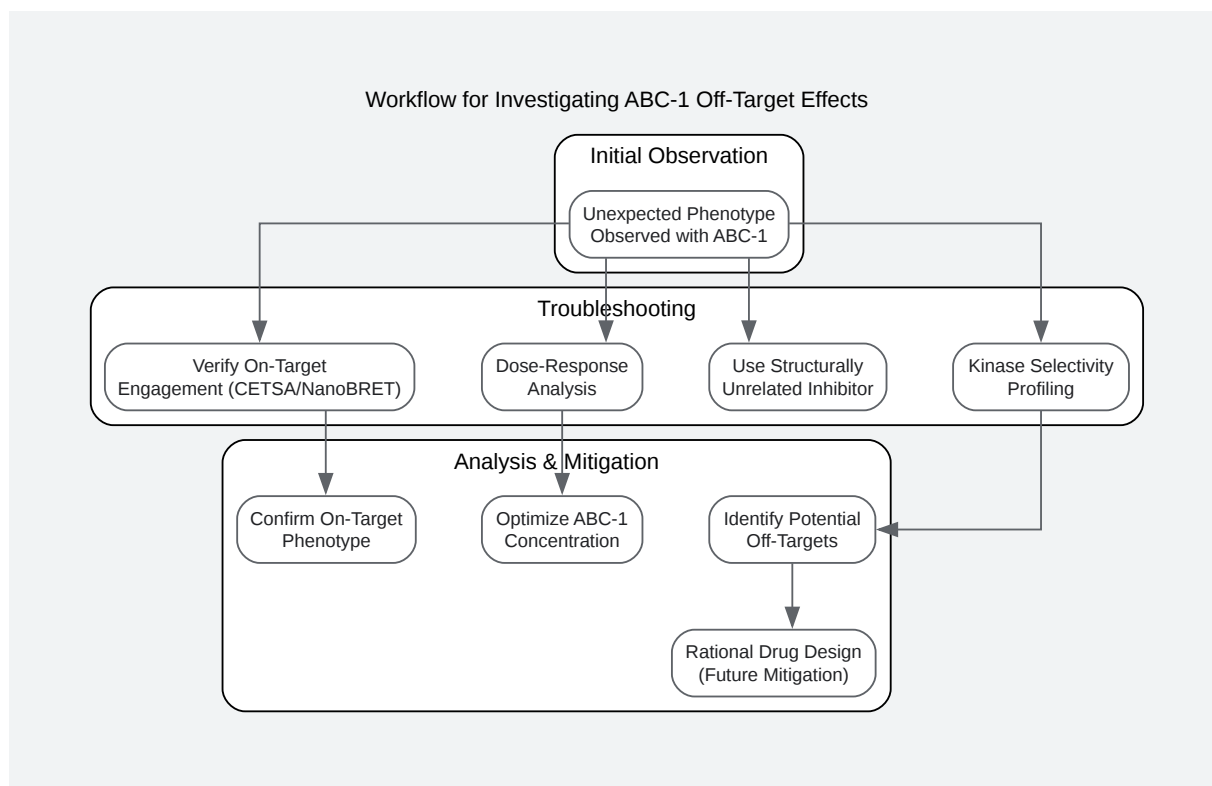 Workflow for Investigating ABC-1 Off-Target Effects
Initial Observation
Unexpected Phenotype
Observed with ABC-1
Troubleshooting
Verify On-Target
Engagement (CETSA/NanoBRET)
Dose-Response
Analysis
Use Structurally
Unrelated Inhibitor
Kinase Selectivity
Profiling
Analysis & Mitigation
Confirm On-Target
Phenotype
Optimize ABC-1
Concentration
Identify Potential
Off-Targets
Rational Drug Design
(Future Mitigation)